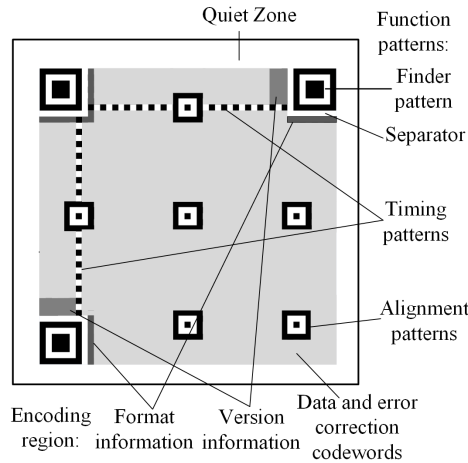 Quiet Zone
Function
patterns:
Finder
pattern
Separator
Timing
patterns
Alignment
patterns
Encoding
region:
Format
information
Version
information
Data and error
correction
codewords